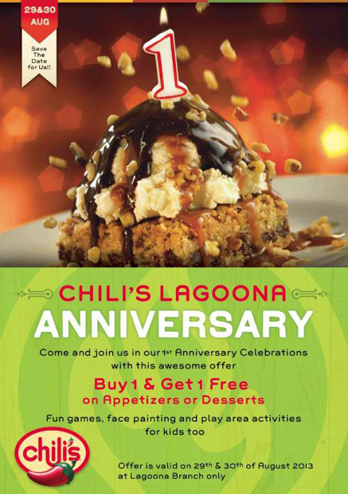 29&30
AUG
Save
The
Date
for Us!!
1
CHILI'S LAGOONA
ANNIVERSARY
Come and join us in our 1st Anniversary Celebrations
with this awesome offer
Buy 1 & Get 1 Free
on Appetizers or Desserts
Fun games, face painting and play area activities
for kids too
chili's
Offer is valid on 29th & 30th of August 2013
at Lagoona Branch only